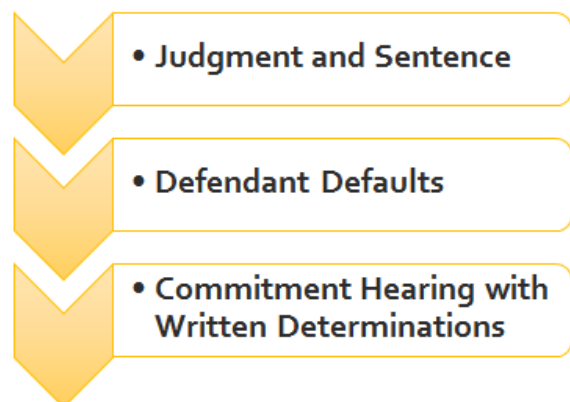 • Judgment and Sentence
• Defendant Defaults
• Commitment Hearing with
Written Determinations